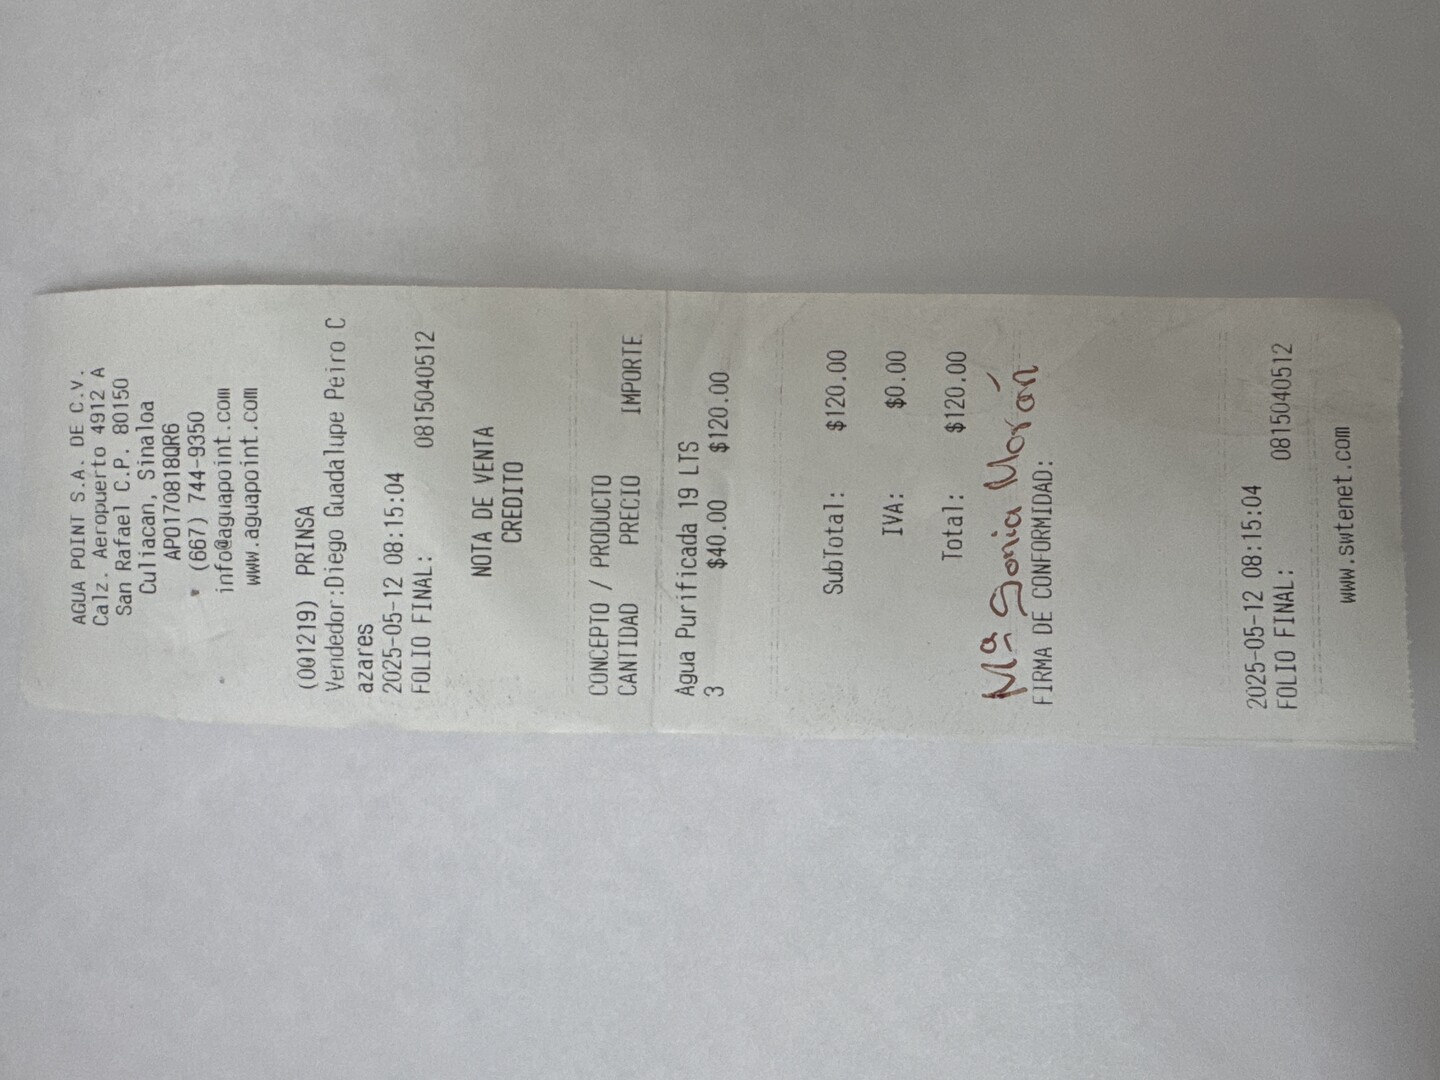 AGUA POINT S.A. DE C.V.
Calz. Aeropuerto 4912 A
San Rafael C.P. 80150
Culiacan, Sinaloa
APO170818QR6
(667) 744-9350
info@aguapoint.com
www.aguapoint.com
(001219) PRINSA
Vendedor:Diego Guadalupe Peiro C
azares
2025-05-12 08:15:04
FOLIO FINAL: 0815040512
NOTA DE VENTA
CREDITO
CONCEPTO / PRODUCTO
CANTIDAD PRECIO IMPORTE
Agua Purificada 19 LTS
3 $40.00 $120.00
SubTotal: $120.00
IVA: $0.00
Total: $120.00
Mª Sonia Morán
FIRMA DE CONFORMIDAD:
2025-05-12 08:15:04
FOLIO FINAL: 0815040512
www.swtenet.com